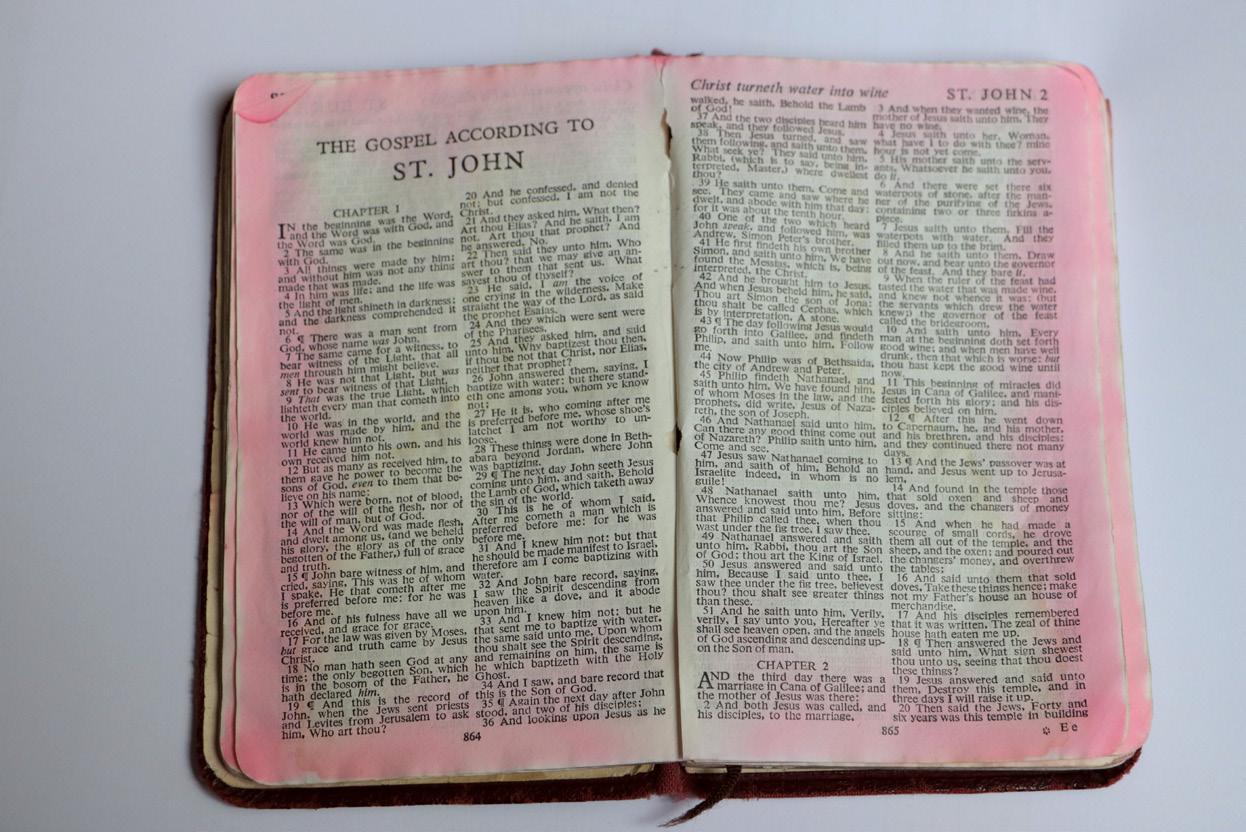 THE GOSPEL ACCORDING TO
ST. JOHN
CHAPTER 1
IN the beginning was the Word,
and the Word was with God, and
the Word was God.
2 The same was in the beginning
with God.
3 All things were made by him;
and without him was not any thing
made that was made.
4 In him was life; and the life was
the light of men.
5 And the light shineth in darkness;
and the darkness comprehended it
not.
6 ¶ There was a man sent from
God, whose name was John.
7 The same came for a witness, to
bear witness of the Light, that all
men through him might believe.
8 He was not that Light, but was
sent to bear witness of that Light.
9 That was the true Light, which
lighteth every man that cometh into
the world.
10 He was in the world, and the
world was made by him, and the
world knew him not.
11 He came unto his own, and his
own received him not.
12 But as many as received him, to
them gave he power to become the
sons of God, even to them that be-
lieve on his name:
13 Which were born, not of blood,
nor of the will of the flesh, nor of
the will of man, but of God.
14 And the Word was made flesh,
and dwelt among us, (and we beheld
his glory, the glory as of the only
begotten of the Father,) full of grace
and truth.
15 ¶ John bare witness of him, and
cried, saying, This was he of whom
I spake, He that cometh after me
is preferred before me: for he was
before me.
16 And of his fulness have all we
received, and grace for grace.
17 For the law was given by Moses,
but grace and truth came by Jesus
Christ.
18 No man hath seen God at any
time; the only begotten Son, which
is in the bosom of the Father, he
hath declared him.
19 ¶ And this is the record of
John, when the Jews sent priests
and Levites from Jerusalem to ask
him, Who art thou?
20 And he confessed, and denied
not; but confessed, I am not the
Christ.
21 And they asked him, What then?
Art thou Elias? And he saith, I am
not. Art thou that prophet? And
he answered, No.
22 Then said they unto him, Who
art thou? that we may give an an-
swer to them that sent us. What
sayest thou of thyself?
23 He said, I am the voice of
one crying in the wilderness, Make
straight the way of the Lord, as said
the prophet Esaias.
24 And they which were sent were
of the Pharisees.
25 And they asked him, and said
unto him, Why baptizest thou then,
if thou be not that Christ, nor Elias,
neither that prophet?
26 John answered them, saying, I
baptize with water: but there stand-
eth one among you, whom ye know
not;
27 He it is, who coming after me
is preferred before me, whose shoe's
latchet I am not worthy to un-
loose.
28 These things were done in Beth-
abara beyond Jordan, where John
was baptizing.
29 ¶ The next day John seeth Jesus
coming unto him, and saith, Behold
the Lamb of God, which taketh away
the sin of the world.
30 This is he of whom I said,
After me cometh a man which is
preferred before me: for he was
before me.
31 And I knew him not: but that
he should be made manifest to Israel,
therefore am I come baptizing with
water.
32 And John bare record, saying,
I saw the Spirit descending from
heaven like a dove, and it abode
upon him.
33 And I knew him not: but he
that sent me to baptize with water,
the same said unto me, Upon whom
thou shalt see the Spirit descending,
and remaining on him, the same is
he which baptizeth with the Holy
Ghost.
34 And I saw, and bare record that
this is the Son of God.
35 ¶ Again the next day after John
stood, and two of his disciples;
36 And looking upon Jesus as he
864
Christ turneth water into wine
ST. JOHN 2
walked, he saith, Behold the Lamb
of God!
37 And the two disciples heard him
speak, and they followed Jesus.
38 Then Jesus turned, and saw
them following, and saith unto them,
What seek ye? They said unto him,
Rabbi, (which is to say, being in-
terpreted, Master,) where dwellest
thou?
39 He saith unto them, Come and
see. They came and saw where he
dwelt, and abode with him that day:
for it was about the tenth hour.
40 One of the two which heard
John speak, and followed him, was
Andrew, Simon Peter's brother.
41 He first findeth his own brother
Simon, and saith unto him, We have
found the Messias, which is, being
interpreted, the Christ.
42 And he brought him to Jesus.
And when Jesus beheld him, he said,
Thou art Simon the son of Jona:
thou shalt be called Cephas, which
is by interpretation, A stone.
43 ¶ The day following Jesus would
go forth into Galilee, and findeth
Philip, and saith unto him, Follow
me.
44 Now Philip was of Bethsaida,
the city of Andrew and Peter.
45 Philip findeth Nathanael, and
saith unto him, We have found him,
of whom Moses in the law, and the
prophets, did write, Jesus of Naza-
reth, the son of Joseph.
46 And Nathanael said unto him,
Can there any good thing come out
of Nazareth? Philip saith unto him,
Come and see.
47 Jesus saw Nathanael coming to
him, and saith of him, Behold an
Israelite indeed, in whom is no
guile!
48 Nathanael saith unto him,
Whence knowest thou me? Jesus
answered and said unto him, Before
that Philip called thee, when thou
wast under the fig tree, I saw thee.
49 Nathanael answered and saith
unto him, Rabbi, thou art the Son
of God; thou art the King of Israel.
50 Jesus answered and said unto
him, Because I said unto thee, I
saw thee under the fig tree, believest
thou? thou shalt see greater things
than these.
51 And he saith unto him, Verily,
verily, I say unto you, Hereafter ye
shall see heaven open, and the angels
of God ascending and descending up-
on the Son of man.
CHAPTER 2
AND the third day there was a
marriage in Cana of Galilee; and
the mother of Jesus was there:
2 And both Jesus was called, and
his disciples, to the marriage.
3 And when they wanted wine, the
mother of Jesus saith unto him, They
have no wine.
4 Jesus saith unto her, Woman,
what have I to do with thee? mine
hour is not yet come.
5 His mother saith unto the serv-
ants, Whatsoever he saith unto you,
do it.
6 And there were set there six
waterpots of stone, after the man-
ner of the purifying of the Jews,
containing two or three firkins a-
piece.
7 Jesus saith unto them, Fill the
waterpots with water. And they
filled them up to the brim.
8 And he saith unto them, Draw
out now, and bear unto the governor
of the feast. And they bare it.
9 When the ruler of the feast had
tasted the water that was made wine,
and knew not whence it was: (but
the servants which drew the water
knew;) the governor of the feast
called the bridegroom,
10 And saith unto him, Every
man at the beginning doth set forth
good wine; and when men have well
drunk, then that which is worse: but
thou hast kept the good wine until
now.
11 This beginning of miracles did
Jesus in Cana of Galilee, and mani-
fested forth his glory; and his dis-
ciples believed on him.
12 ¶ After this he went down
to Capernaum, he, and his mother,
and his brethren, and his disciples:
and they continued there not many
days.
13 ¶ And the Jews' passover was at
hand, and Jesus went up to Jerusa-
lem,
14 And found in the temple those
that sold oxen and sheep and
doves, and the changers of money
sitting:
15 And when he had made a
scourge of small cords, he drove
them all out of the temple, and the
sheep, and the oxen; and poured out
the changers' money, and overthrew
the tables;
16 And said unto them that sold
doves, Take these things hence; make
not my Father's house an house of
merchandise.
17 And his disciples remembered
that it was written, The zeal of thine
house hath eaten me up.
18 ¶ Then answered the Jews and
said unto him, What sign shewest
thou unto us, seeing that thou doest
these things?
19 Jesus answered and said unto
them, Destroy this temple, and in
three days I will raise it up.
20 Then said the Jews, Forty and
six years was this temple in building
865
E e